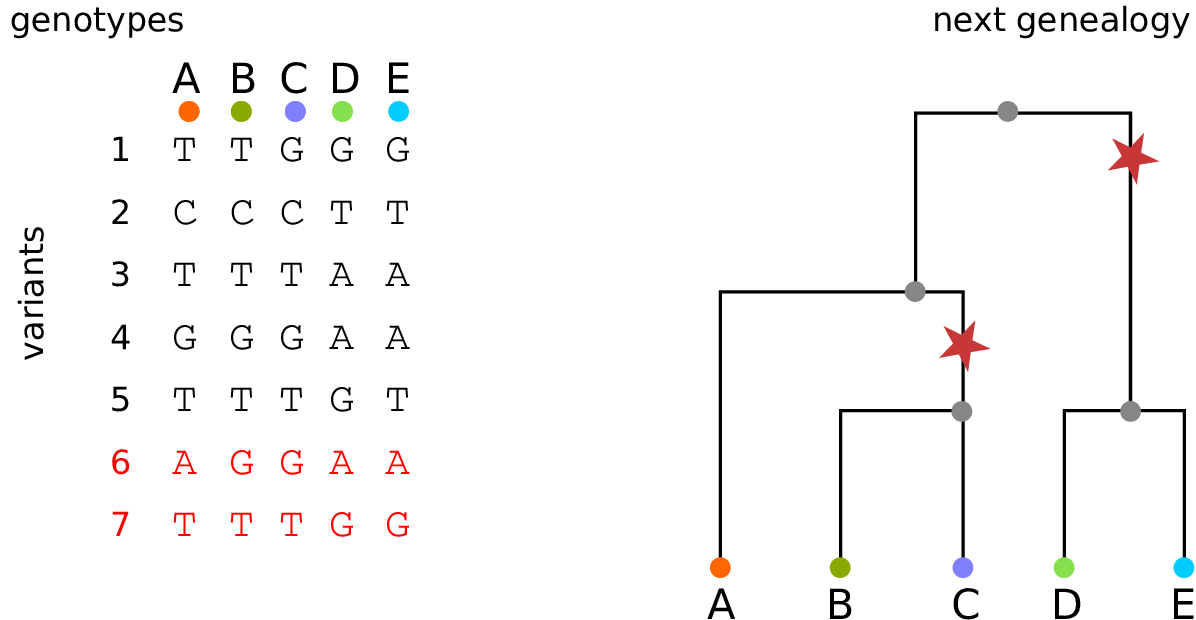 genotypes
next genealogy
A B C D E
variants
1 T T G G G
2 C C C T T
3 T T T A A
4 G G G A A
5 T T T G T
6 A G G A A
7 T T T G G
A B C D E